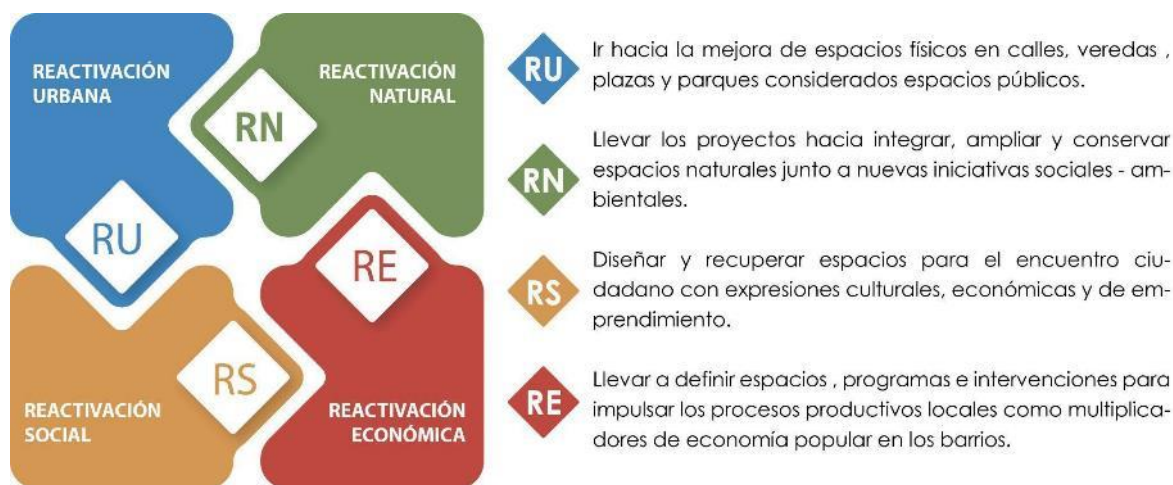 REACTIVACIÓN
URBANA
REACTIVACIÓN
NATURAL
RN
RU
RE
RS
REACTIVACIÓN
SOCIAL
REACTIVACIÓN
ECONÓMICA
RU
Ir hacia la mejora de espacios físicos en calles, veredas ,
plazas y parques considerados espacios públicos.
RN
Llevar los proyectos hacia integrar, ampliar y conservar
espacios naturales junto a nuevas iniciativas sociales - am-
bientales.
RS
Diseñar y recuperar espacios para el encuentro ciu-
dadano con expresiones culturales, económicas y de em-
prendimiento.
RE
Llevar a definir espacios , programas e intervenciones para
impulsar los procesos productivos locales como multiplica-
dores de economía popular en los barrios.